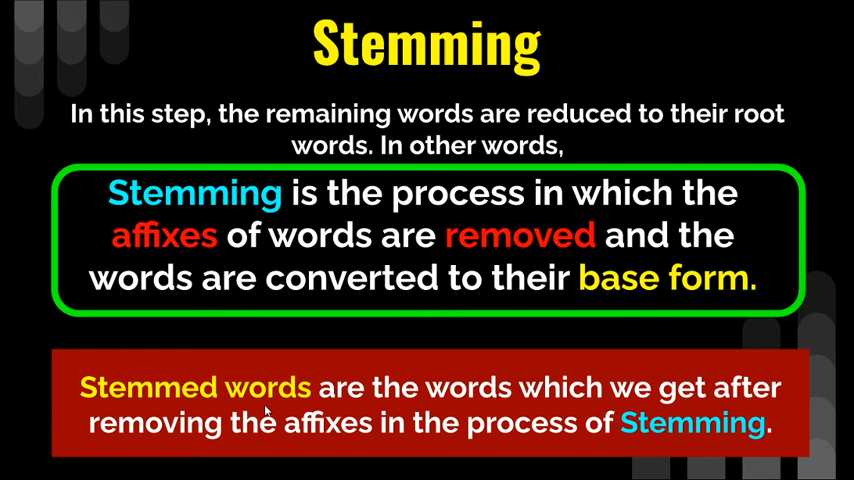 Stemming
In this step, the remaining words are reduced to their root
words. In other words,
Stemming is the process in which the
affixes of words are removed and the
words are converted to their base form.
Stemmed words are the words which we get after
removing the affixes in the process of Stemming.